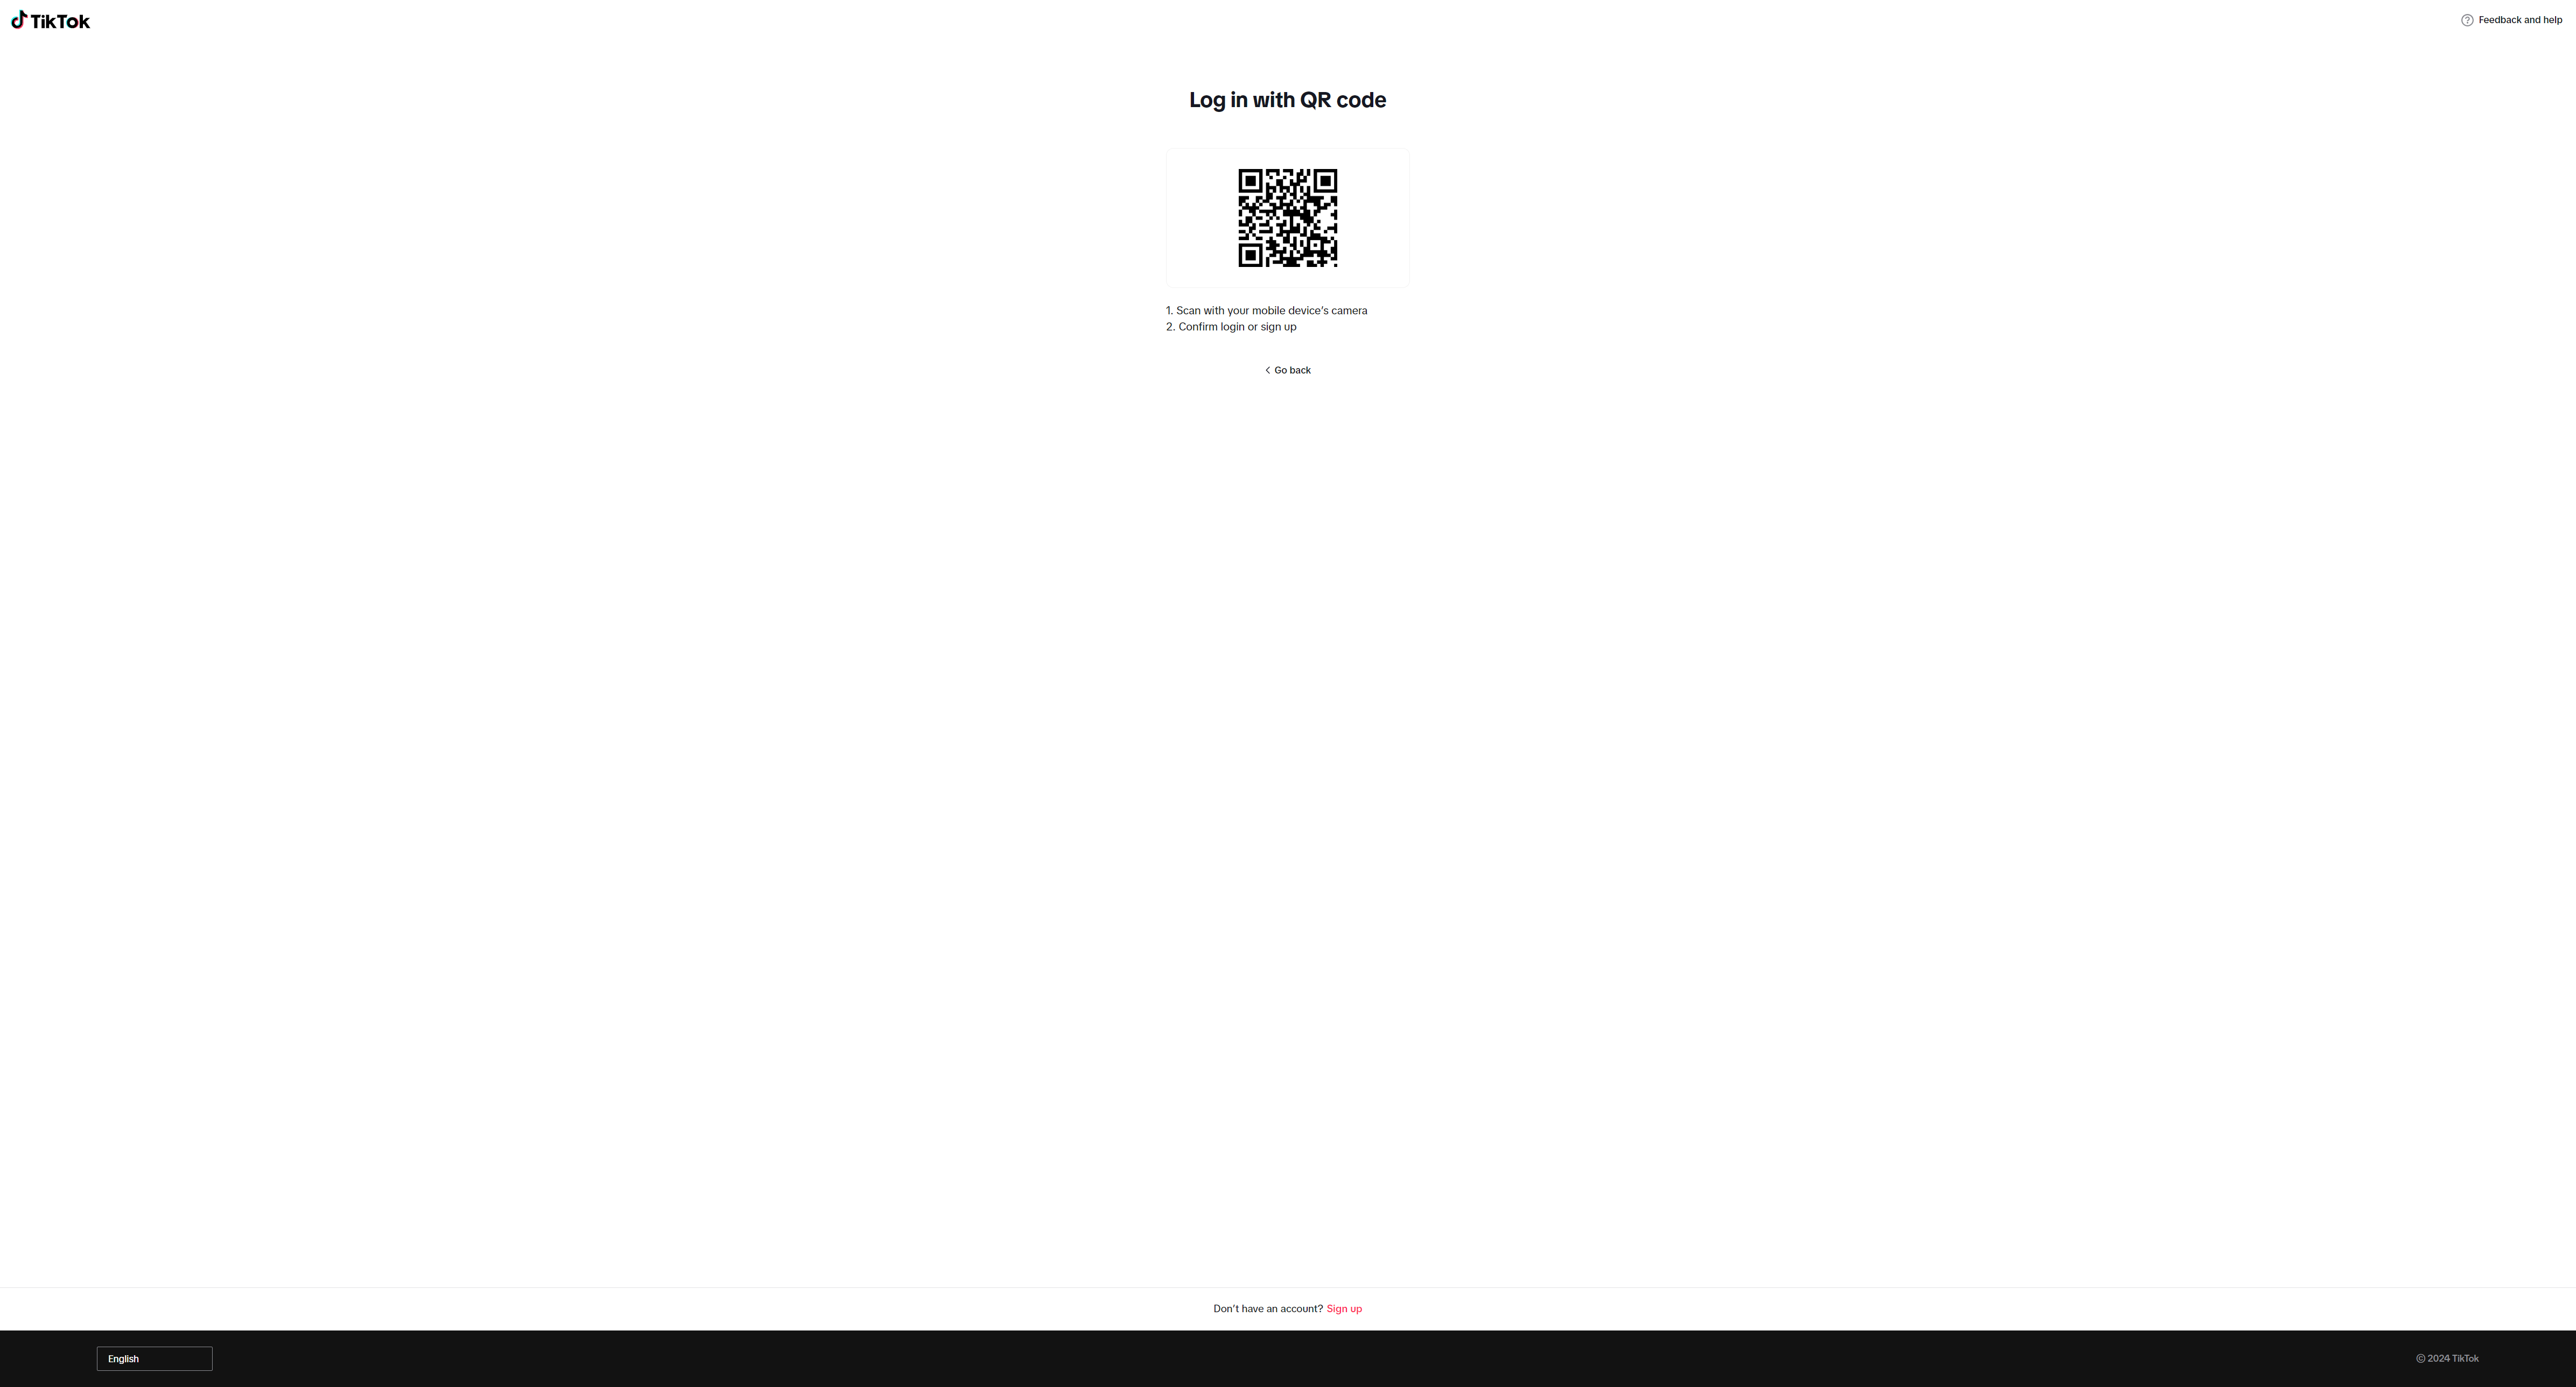 TikTok
Feedback and help
Log in with QR code
1. Scan with your mobile device’s camera
2. Confirm login or sign up
Go back
Don’t have an account? Sign up
English
© 2024 TikTok